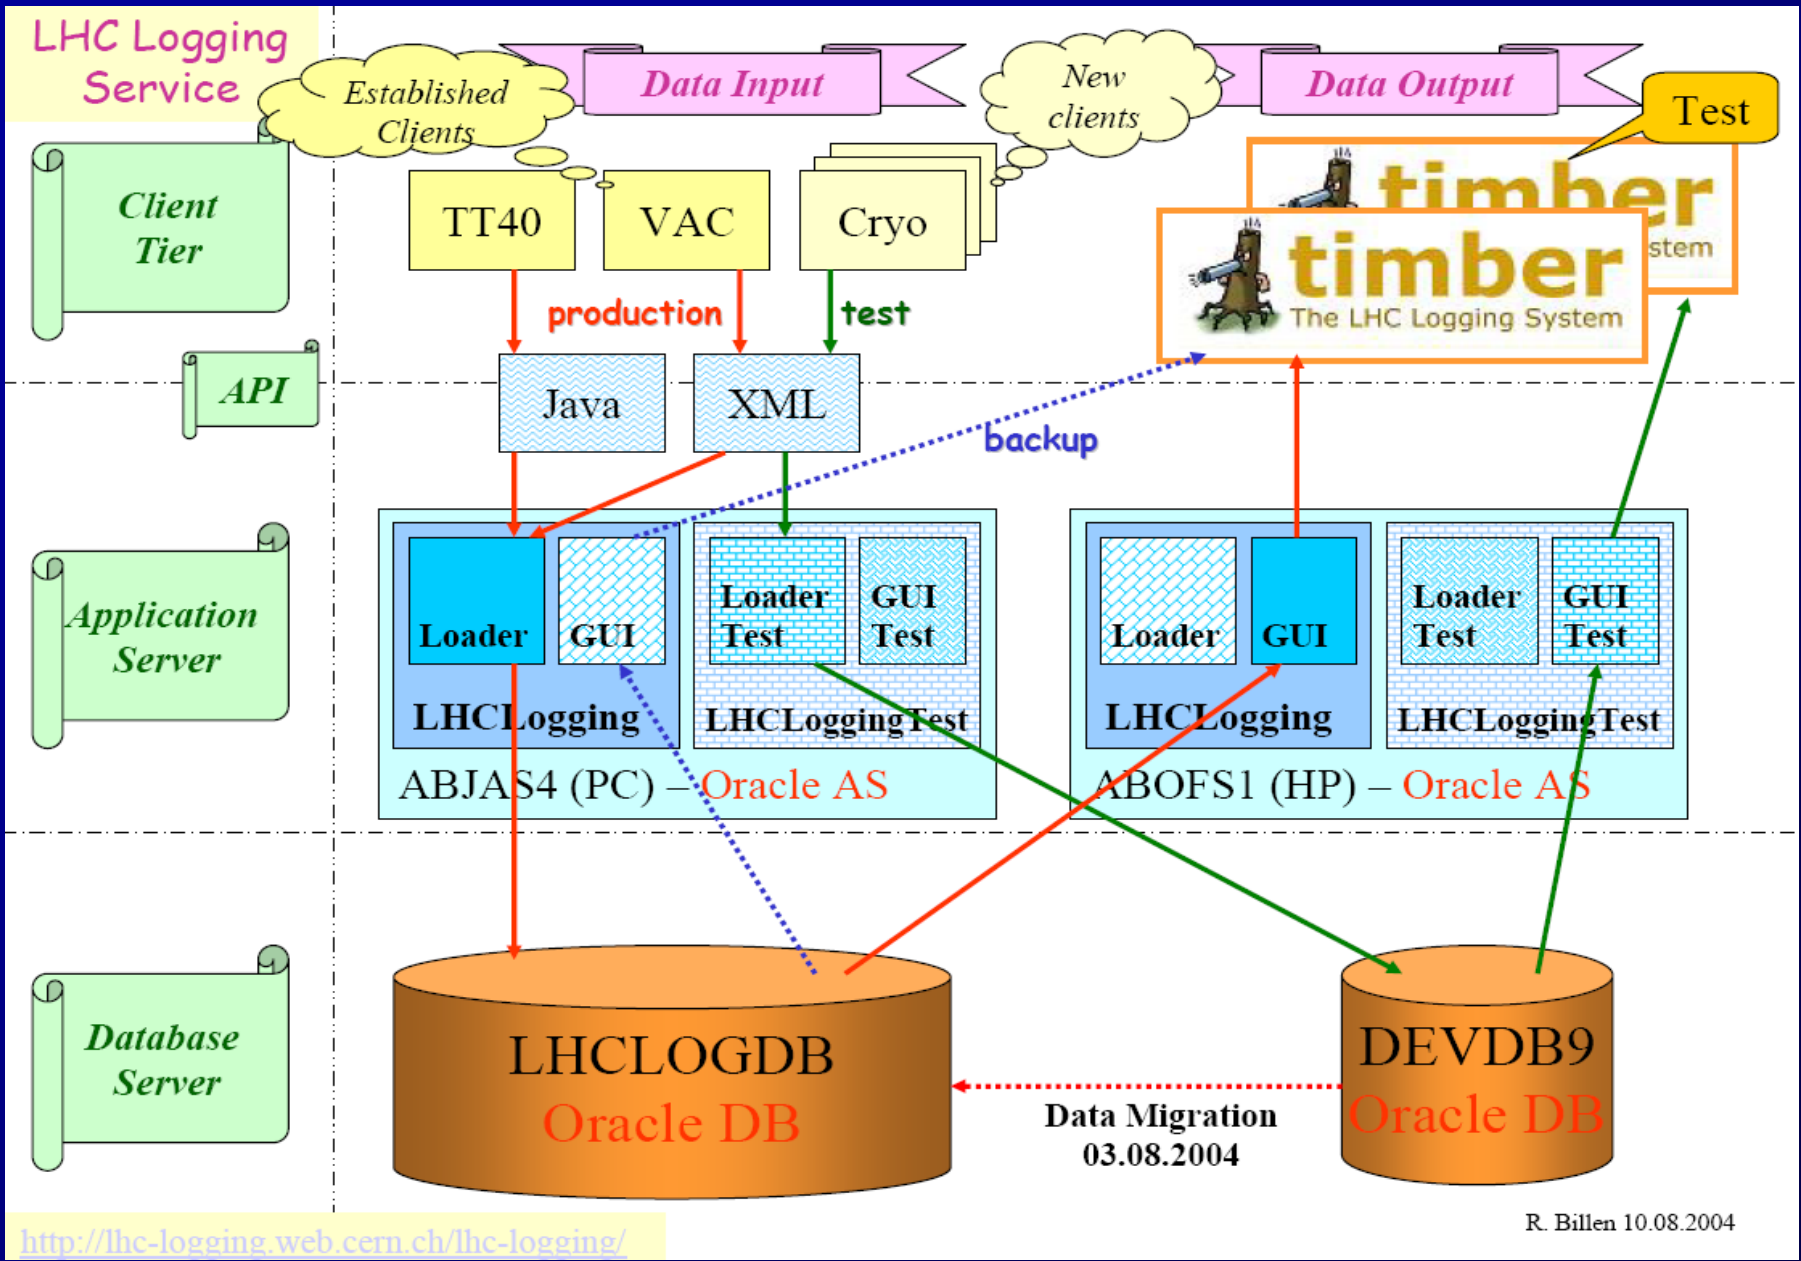 LHC Logging
Service
Established
Clients
Data Input
New
clients
Data Output
Test
Client
Tier
TT40
VAC
Cryo
timber
stem
timber
The LHC Logging System
production
test
API
Java
XML
backup
Application
Server
Loader
GUI
LHCLogging
Loader
Test
GUI
Test
LHCLoggingTest
ABJAS4 (PC) – Oracle AS
Loader
GUI
LHCLogging
Loader
Test
GUI
Test
LHCLoggingTest
ABOFS1 (HP) – Oracle AS
Database
Server
LHCLOGDB
Oracle DB
Data Migration
03.08.2004
DEVDB9
Oracle DB
http://lhc-logging.web.cern.ch/lhc-logging/
R. Billen 10.08.2004